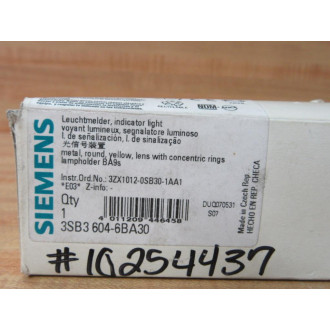 SIEMENS
Leuchtmelder, indicator light
voyant lumineux, segnalatore luminoso
l. de señalización, l. de sinalização
光信号装置
metal, round, yellow, lens with concentric rings
lampholder BA9s
Instr.Ord.No.: 3ZX1012-0SB30-1AA1
*E03* Z-info: -
Qty
1
4 011209 446458
DUQ070531
S07
3SB3 604-6BA30
Made in Czech Rep.
HECHO EN REP. CHECA
NOM
#10254437